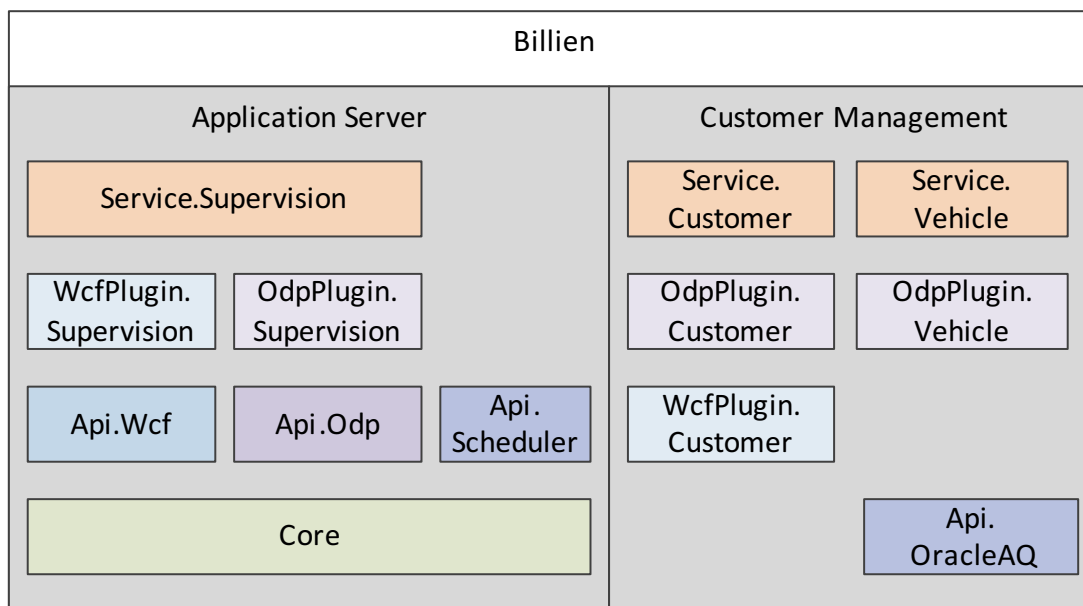 Billien
Application Server
Service.Supervision
WcfPlugin.
Supervision
OdpPlugin.
Supervision
Api.Wcf
Api.Odp
Api.
Scheduler
Core
Customer Management
Service.
Customer
Service.
Vehicle
OdpPlugin.
Customer
OdpPlugin.
Vehicle
WcfPlugin.
Customer
Api.
OracleAQ